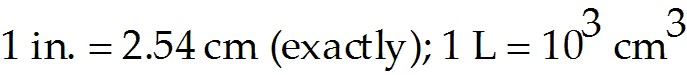 1 in. = 2.54 cm (exactly); 1 L = 10³ cm³